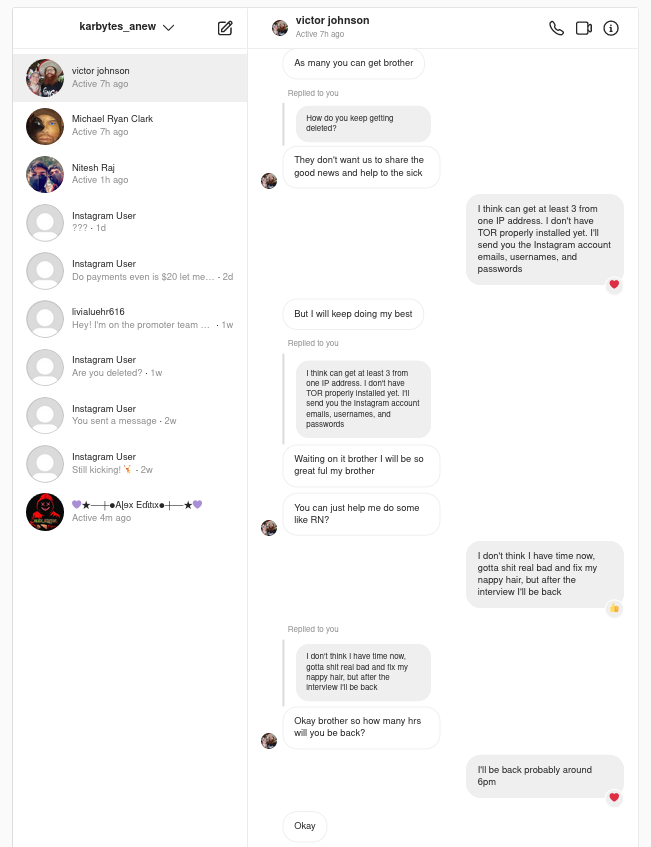 karbytes_anew
victor johnson
Active 7h ago
Michael Ryan Clark
Active 7h ago
Nitesh Raj
Active 1h ago
Instagram User
??? · 1d
Instagram User
Do payments even is $20 let me… · 2d
livialuehr616
Hey! I'm on the promoter team … · 1w
Instagram User
Are you deleted? · 1w
Instagram User
You sent a message · 2w
Instagram User
Still kicking! · 2w
Active 4m ago
victor johnson
Active 7h ago
As many you can get brother
Replied to you
How do you keep getting
deleted?
They don't want us to share the
good news and help to the sick
I think can get at least 3 from
one IP address. I don't have
TOR properly installed yet. I'll
send you the Instagram account
emails, usernames, and
passwords
But I will keep doing my best
Replied to you
I think can get at least 3 from
one IP address. I don't have
TOR properly installed yet. I'll
send you the Instagram account
emails, usernames, and
passwords
Waiting on it brother I will be so
great ful my brother
You can just help me do some
like RN?
I don't think I have time now,
gotta shit real bad and fix my
nappy hair, but after the
interview I'll be back
Replied to you
I don't think I have time now,
gotta shit real bad and fix my
nappy hair, but after the
interview I'll be back
Okay brother so how many hrs
will you be back?
I'll be back probably around
6pm
Okay